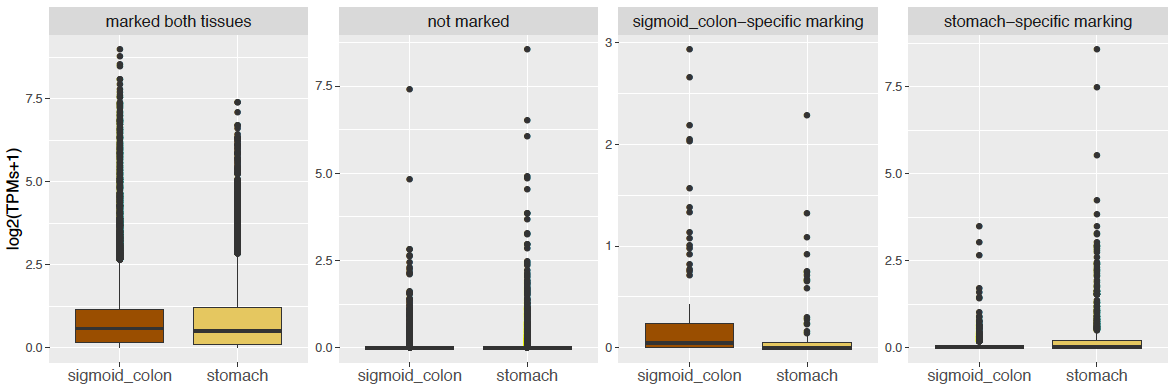 marked both tissues
not marked
sigmoid_colon−specific marking
stomach−specific marking
log2(TPMs+1)
7.5
5.0
2.5
0.0
7.5
5.0
2.5
0.0
3
2
1
0
7.5
5.0
2.5
0.0
sigmoid_colon stomach
sigmoid_colon stomach
sigmoid_colon stomach
sigmoid_colon stomach